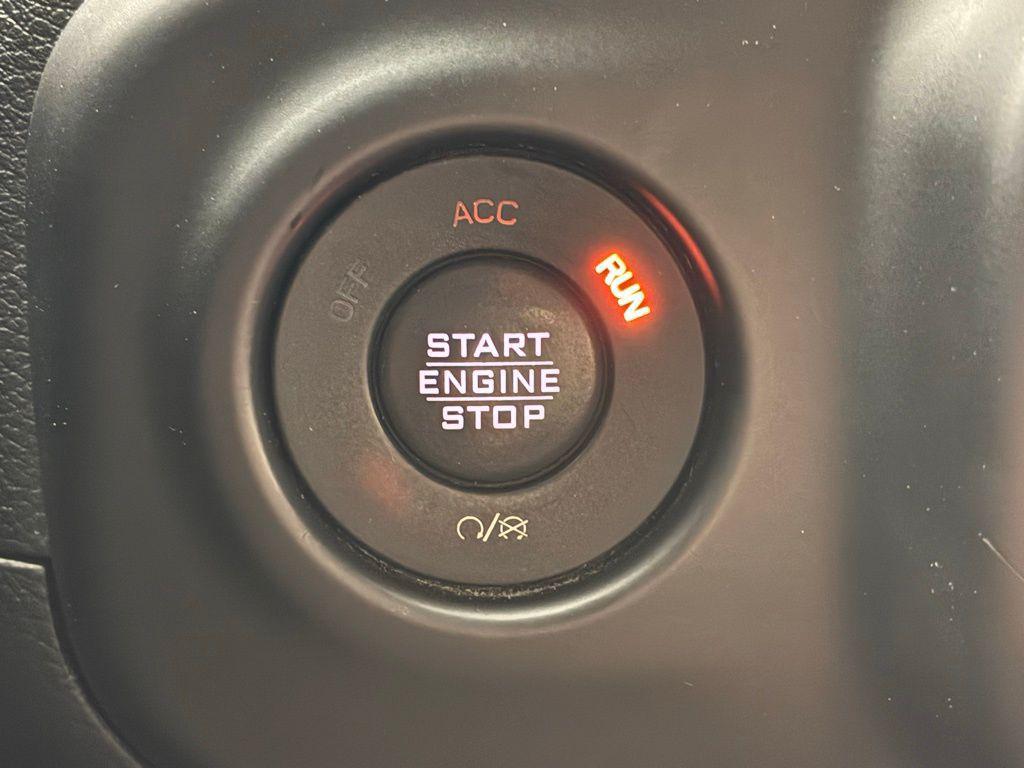 ACC
OFF
RUN
START
ENGINE
STOP